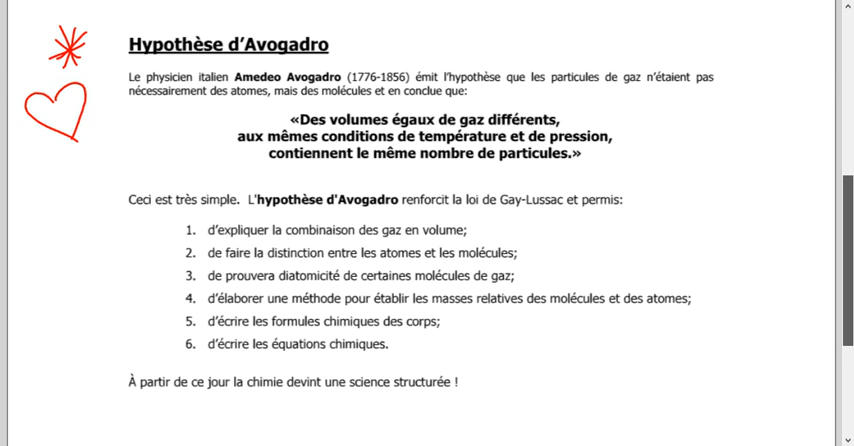 Hypothèse d’Avogadro
Le physicien italien Amedeo Avogadro (1776-1856) émit l’hypothèse que les particules de gaz n’étaient pas
nécessairement des atomes, mais des molécules et en conclue que:
«Des volumes égaux de gaz différents,
aux mêmes conditions de température et de pression,
contiennent le même nombre de particules.»
Ceci est très simple. L'hypothèse d'Avogadro renforcit la loi de Gay-Lussac et permis:
1. d’expliquer la combinaison des gaz en volume;
2. de faire la distinction entre les atomes et les molécules;
3. de prouvera diatomicité de certaines molécules de gaz;
4. d’élaborer une méthode pour établir les masses relatives des molécules et des atomes;
5. d’écrire les formules chimiques des corps;
6. d’écrire les équations chimiques.
À partir de ce jour la chimie devint une science structurée !